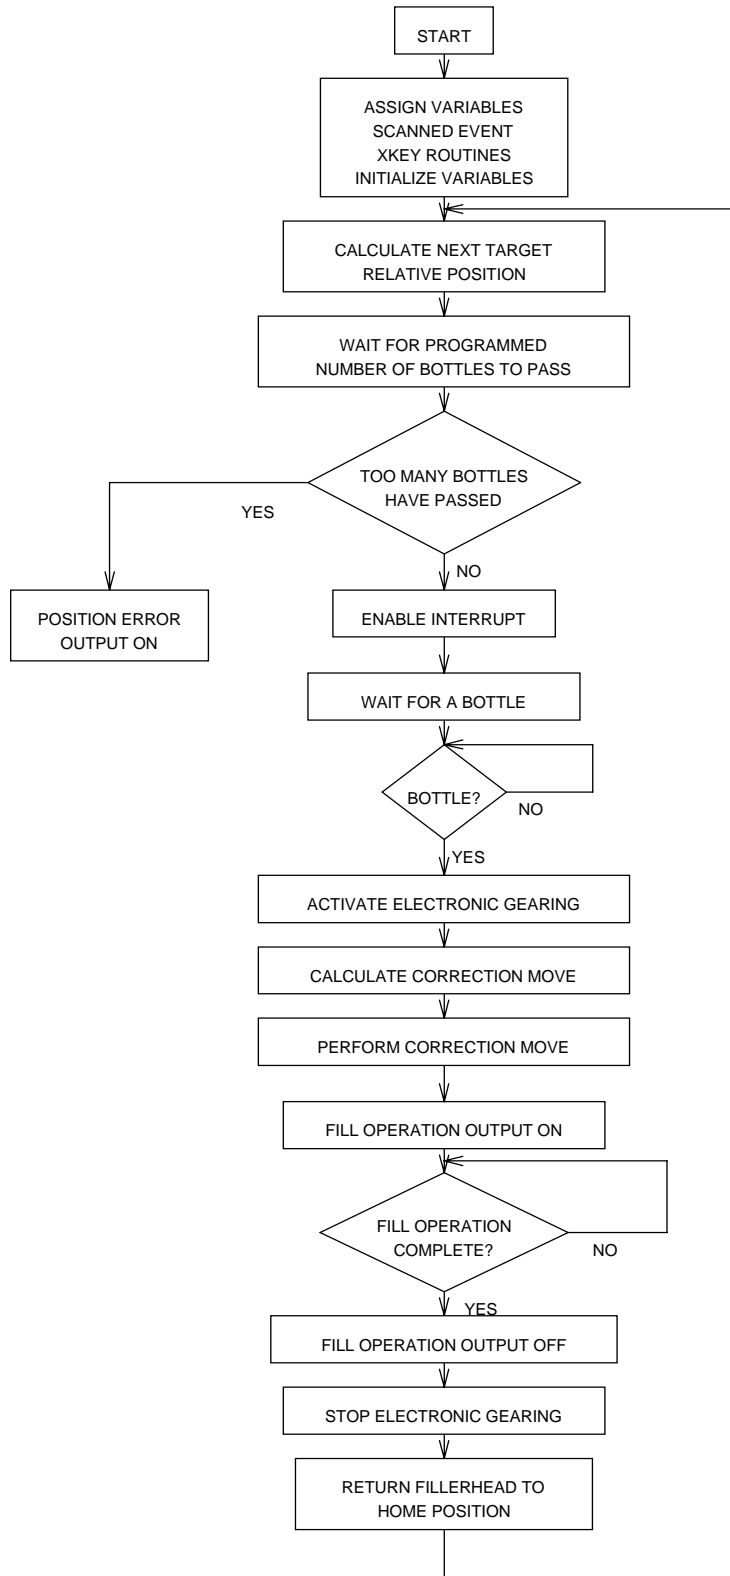 START
ASSIGN VARIABLES
SCANNED EVENT
XKEY ROUTINES
INITIALIZE VARIABLES
CALCULATE NEXT TARGET
RELATIVE POSITION
WAIT FOR PROGRAMMED
NUMBER OF BOTTLES TO PASS
TOO MANY BOTTLES
HAVE PASSED
YES
NO
POSITION ERROR
OUTPUT ON
ENABLE INTERRUPT
WAIT FOR A BOTTLE
BOTTLE?
NO
YES
ACTIVATE ELECTRONIC GEARING
CALCULATE CORRECTION MOVE
PERFORM CORRECTION MOVE
FILL OPERATION OUTPUT ON
FILL OPERATION
COMPLETE?
NO
YES
FILL OPERATION OUTPUT OFF
STOP ELECTRONIC GEARING
RETURN FILLERHEAD TO
HOME POSITION